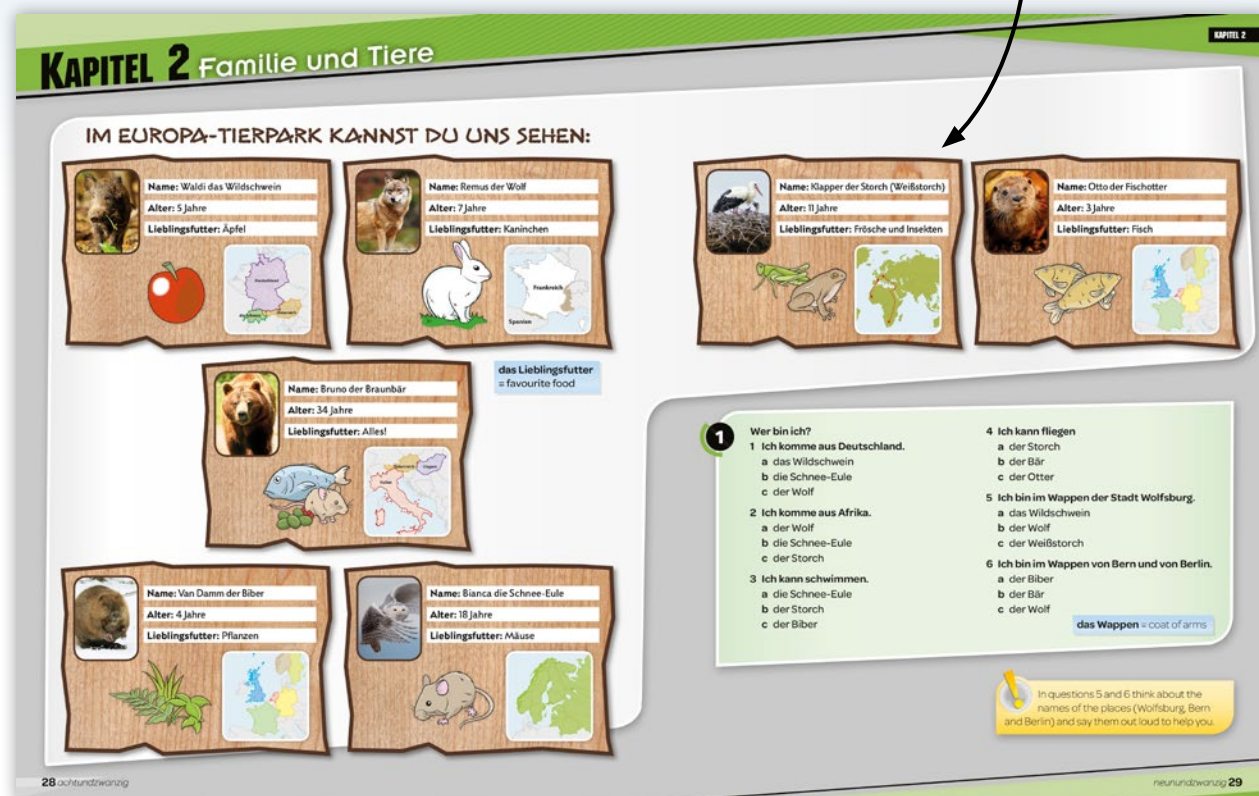 KAPITEL 2 Familie und Tiere
KAPITEL 2
IM EUROPA-TIERPARK KANNST DU UNS SEHEN:
Name: Waldi das Wildschwein
Alter: 5 Jahre
Lieblingsfutter: Äpfel
Deutschland
Name: Remus der Wolf
Alter: 7 Jahre
Lieblingsfutter: Kaninchen
Frankreich
Spanien
Name: Klapper der Storch (Weißstorch)
Alter: 11 Jahre
Lieblingsfutter: Frösche und Insekten
Name: Otto der Fischotter
Alter: 3 Jahre
Lieblingsfutter: Fisch
Name: Bruno der Braunbär
Alter: 34 Jahre
Lieblingsfutter: Alles!
Österreich
Ungarn
Italien
das Lieblingsfutter
= favourite food
Name: Van Damm der Biber
Alter: 4 Jahre
Lieblingsfutter: Pflanzen
Name: Bianca die Schnee-Eule
Alter: 18 Jahre
Lieblingsfutter: Mäuse
1
Wer bin ich?
1 Ich komme aus Deutschland.
a das Wildschwein
b die Schnee-Eule
c der Wolf
2 Ich komme aus Afrika.
a der Wolf
b die Schnee-Eule
c der Storch
3 Ich kann schwimmen.
a die Schnee-Eule
b der Storch
c der Biber
4 Ich kann fliegen
a der Storch
b der Bär
c der Otter
5 Ich bin im Wappen der Stadt Wolfsburg.
a das Wildschwein
b der Wolf
c der Weißstorch
6 Ich bin im Wappen von Bern und von Berlin.
a der Biber
b der Bär
c der Wolf
das Wappen = coat of arms
In questions 5 and 6 think about the
names of the places (Wolfsburg, Bern
and Berlin) and say them out loud to help you.
28 achtundzwanzig
neunundzwanzig 29